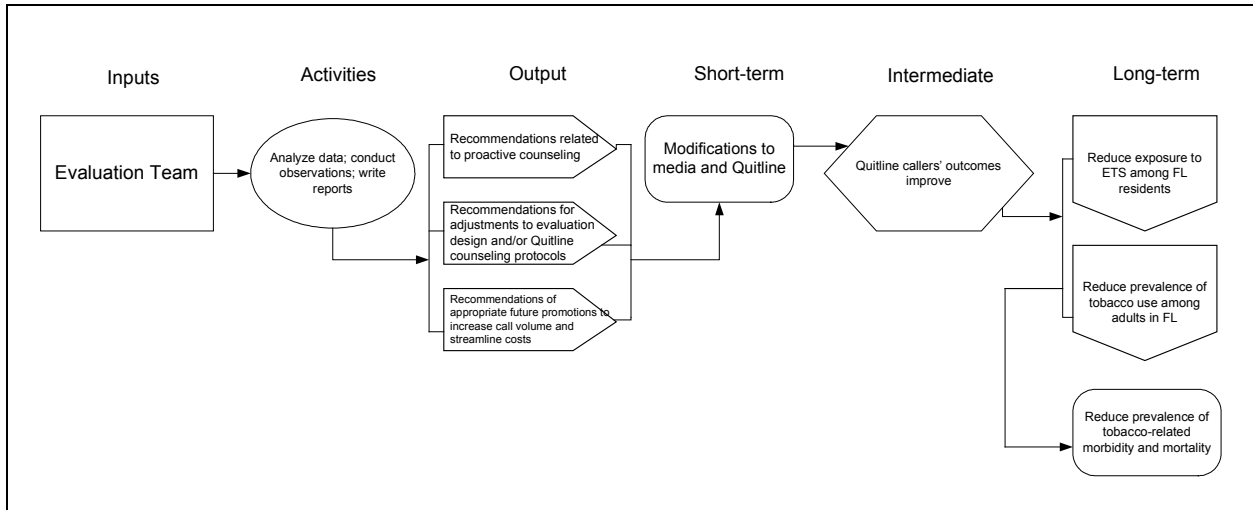 Inputs
Activities
Output
Short-term
Intermediate
Long-term
Evaluation Team
Analyze data; conduct
observations; write
reports
Recommendations related
to proactive counseling
Recommendations for
adjustments to evaluation
design and/or Quitline
counseling protocols
Recommendations of
appropriate future promotions to
increase call volume and
streamline costs
Modifications to
media and Quitline
Quitline callers' outcomes
improve
Reduce exposure to
ETS among FL
residents
Reduce prevalence of
tobacco use among
adults in FL
Reduce prevalence of
tobacco-related
morbidity and mortality